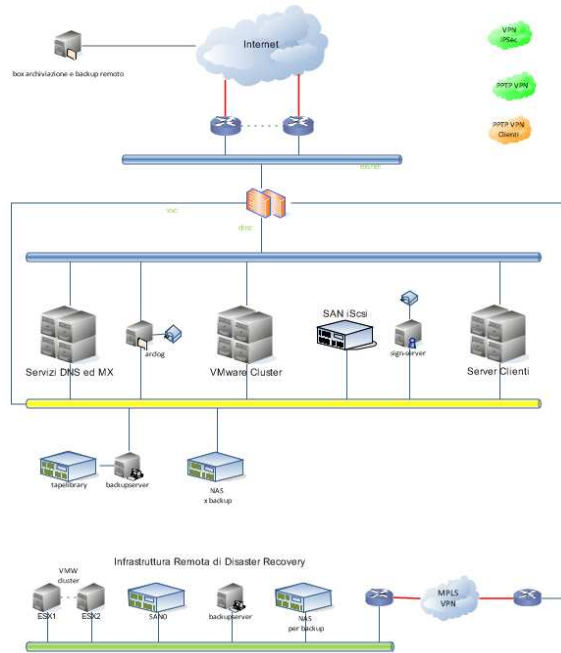 Internet
VPN
IPSec
box archiviazione e backup remoto
PPTP VPN
PPTP VPN
Clienti
dmz
SAN iScsi
arclog
sign-server
Servizi DNS ed MX
VMware Cluster
Server Clienti
tapelibrary
backupserver
NAS
x backup
Infrastruttura Remota di Disaster Recovery
VMW
cluster
MPLS
VPN
ESX1
ESX2
SAN0
backupserver
NAS
per backup